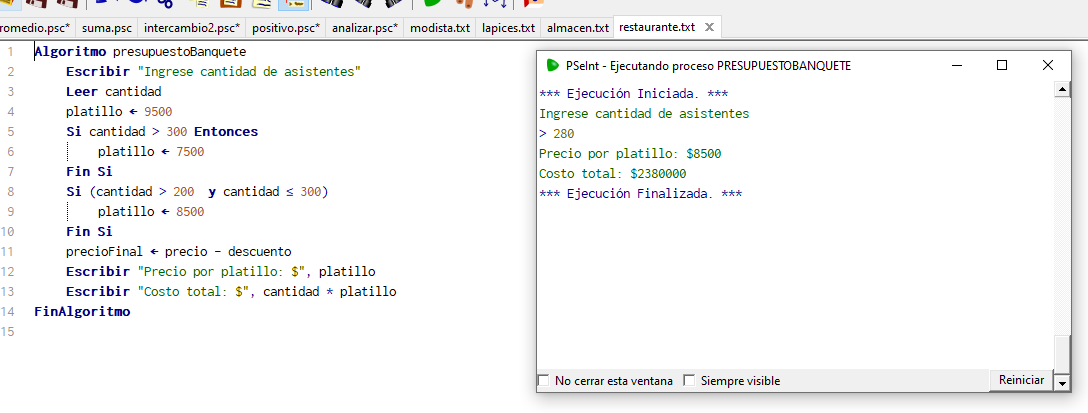 romedio.psc* suma.psc intercambio2.psc* positivo.psc* analizar.psc* modista.txt lapices.txt almacen.txt restaurante.txt
1 Algoritmo presupuestoBanquete
2 Escribir "Ingrese cantidad de asistentes"
3 Leer cantidad
4 platillo ← 9500
5 Si cantidad > 300 Entonces
6 platillo ← 7500
7 Fin Si
8 Si (cantidad > 200 y cantidad ≤ 300)
9 platillo ← 8500
10 Fin Si
11 precioFinal ← precio - descuento
12 Escribir "Precio por platillo: $", platillo
13 Escribir "Costo total: $", cantidad * platillo
14 FinAlgoritmo
15
PSeInt - Ejecutando proceso PRESUPUESTOBANQUETE
*** Ejecución Iniciada. ***
Ingrese cantidad de asistentes
> 280
Precio por platillo: $8500
Costo total: $2380000
*** Ejecución Finalizada. ***
No cerrar esta ventana Siempre visible Reiniciar